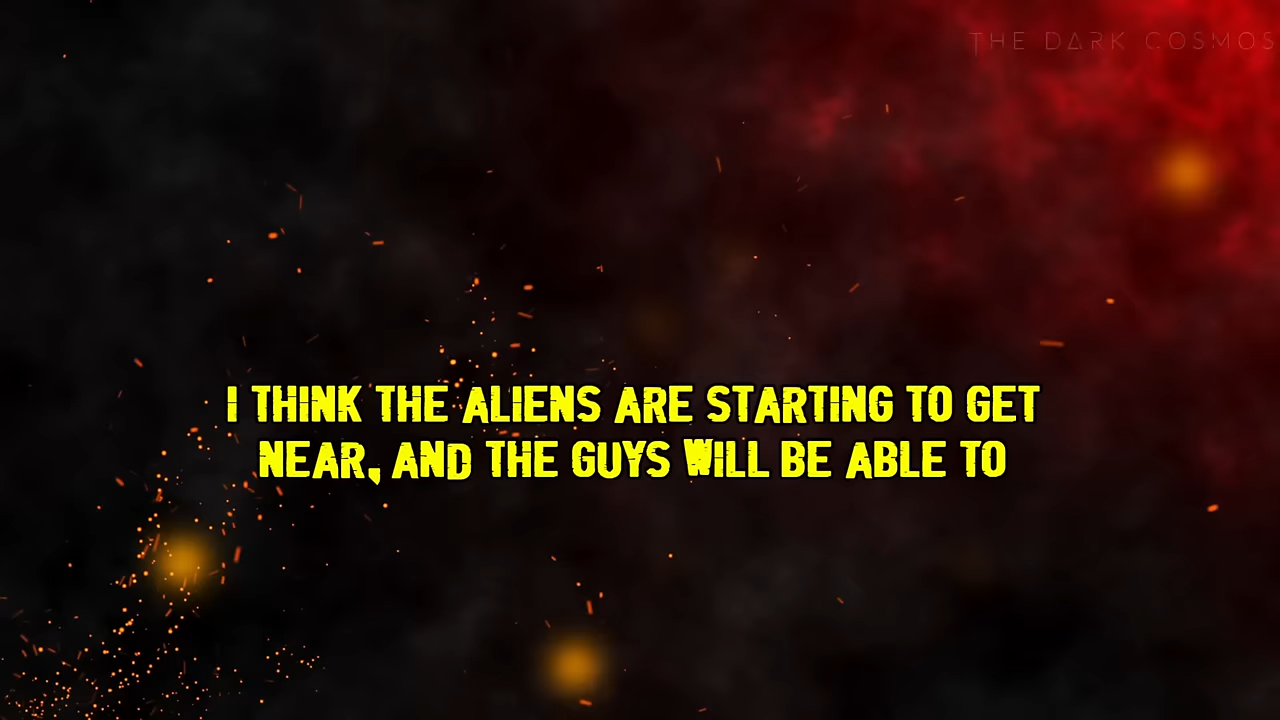 THE DARK COSMOS
I THINK THE ALIENS ARE STARTING TO GET
NEAR, AND THE GUYS WILL BE ABLE TO